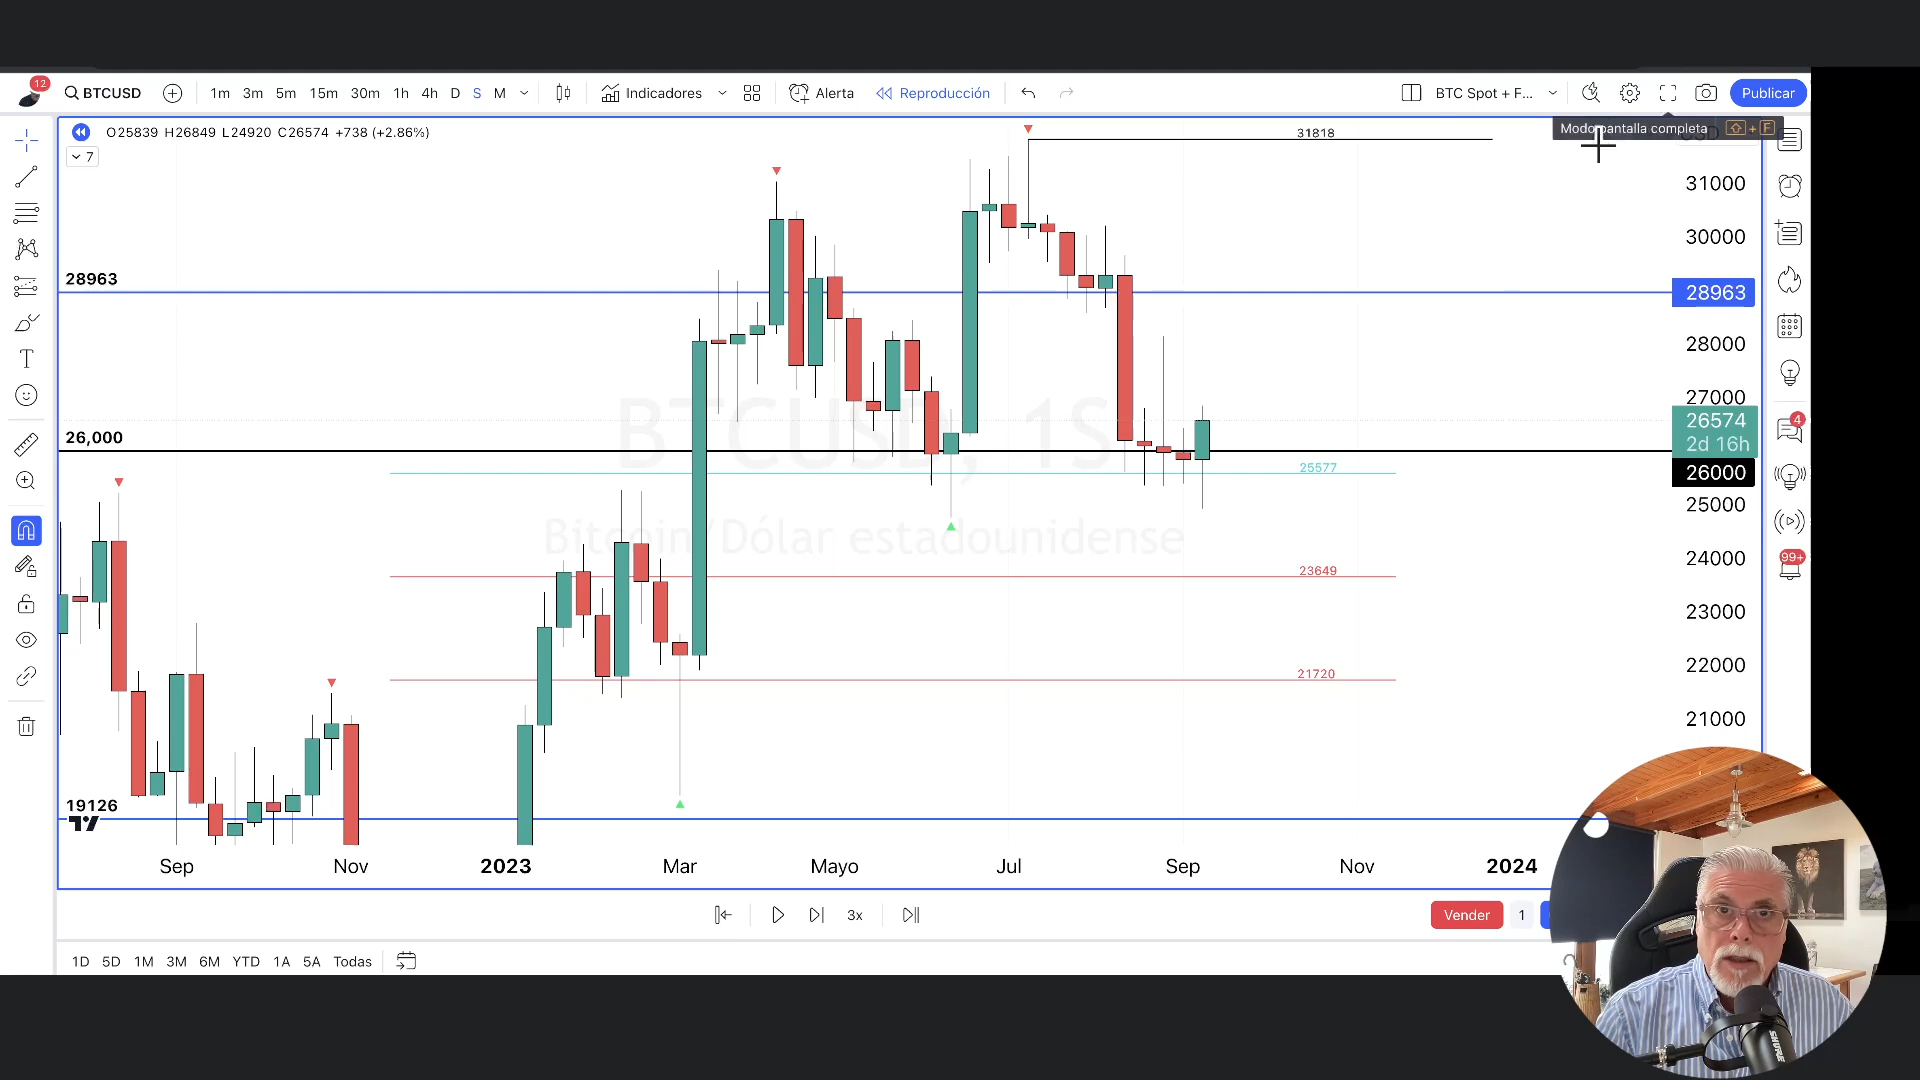 12
BTCUSD
1m 3m 5m 15m 30m 1h 4h D S M
Indicadores
Alerta
Reproducción
BTC Spot + F...
Publicar
O25839 H26849 L24920 C26574 +738 (+2.86%)
7
Modo pantalla completa + F
USD
31818
31000
30000
28963
28963
28000
27000
26574
2d 16h
26,000
26000
4
25577
25000
BTCUSD, 1S
Bitcoin/Dólar estadounidense
24000
99+
23649
23000
22000
21720
21000
19126
Sep Nov 2023 Mar Mayo Jul Sep Nov 2024
3x
Vender 1
1D 5D 1M 3M 6M YTD 1A 5A Todas
SHURE